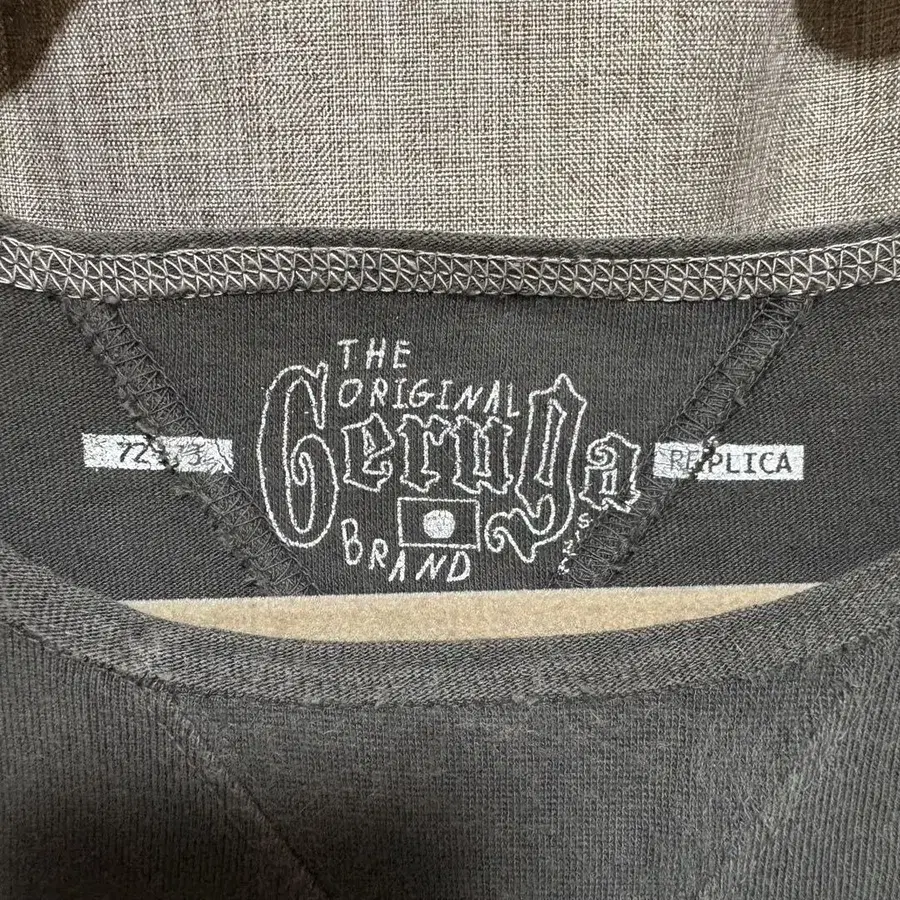 THE
ORIGINAL
Geruga
REPLICA
BRAND